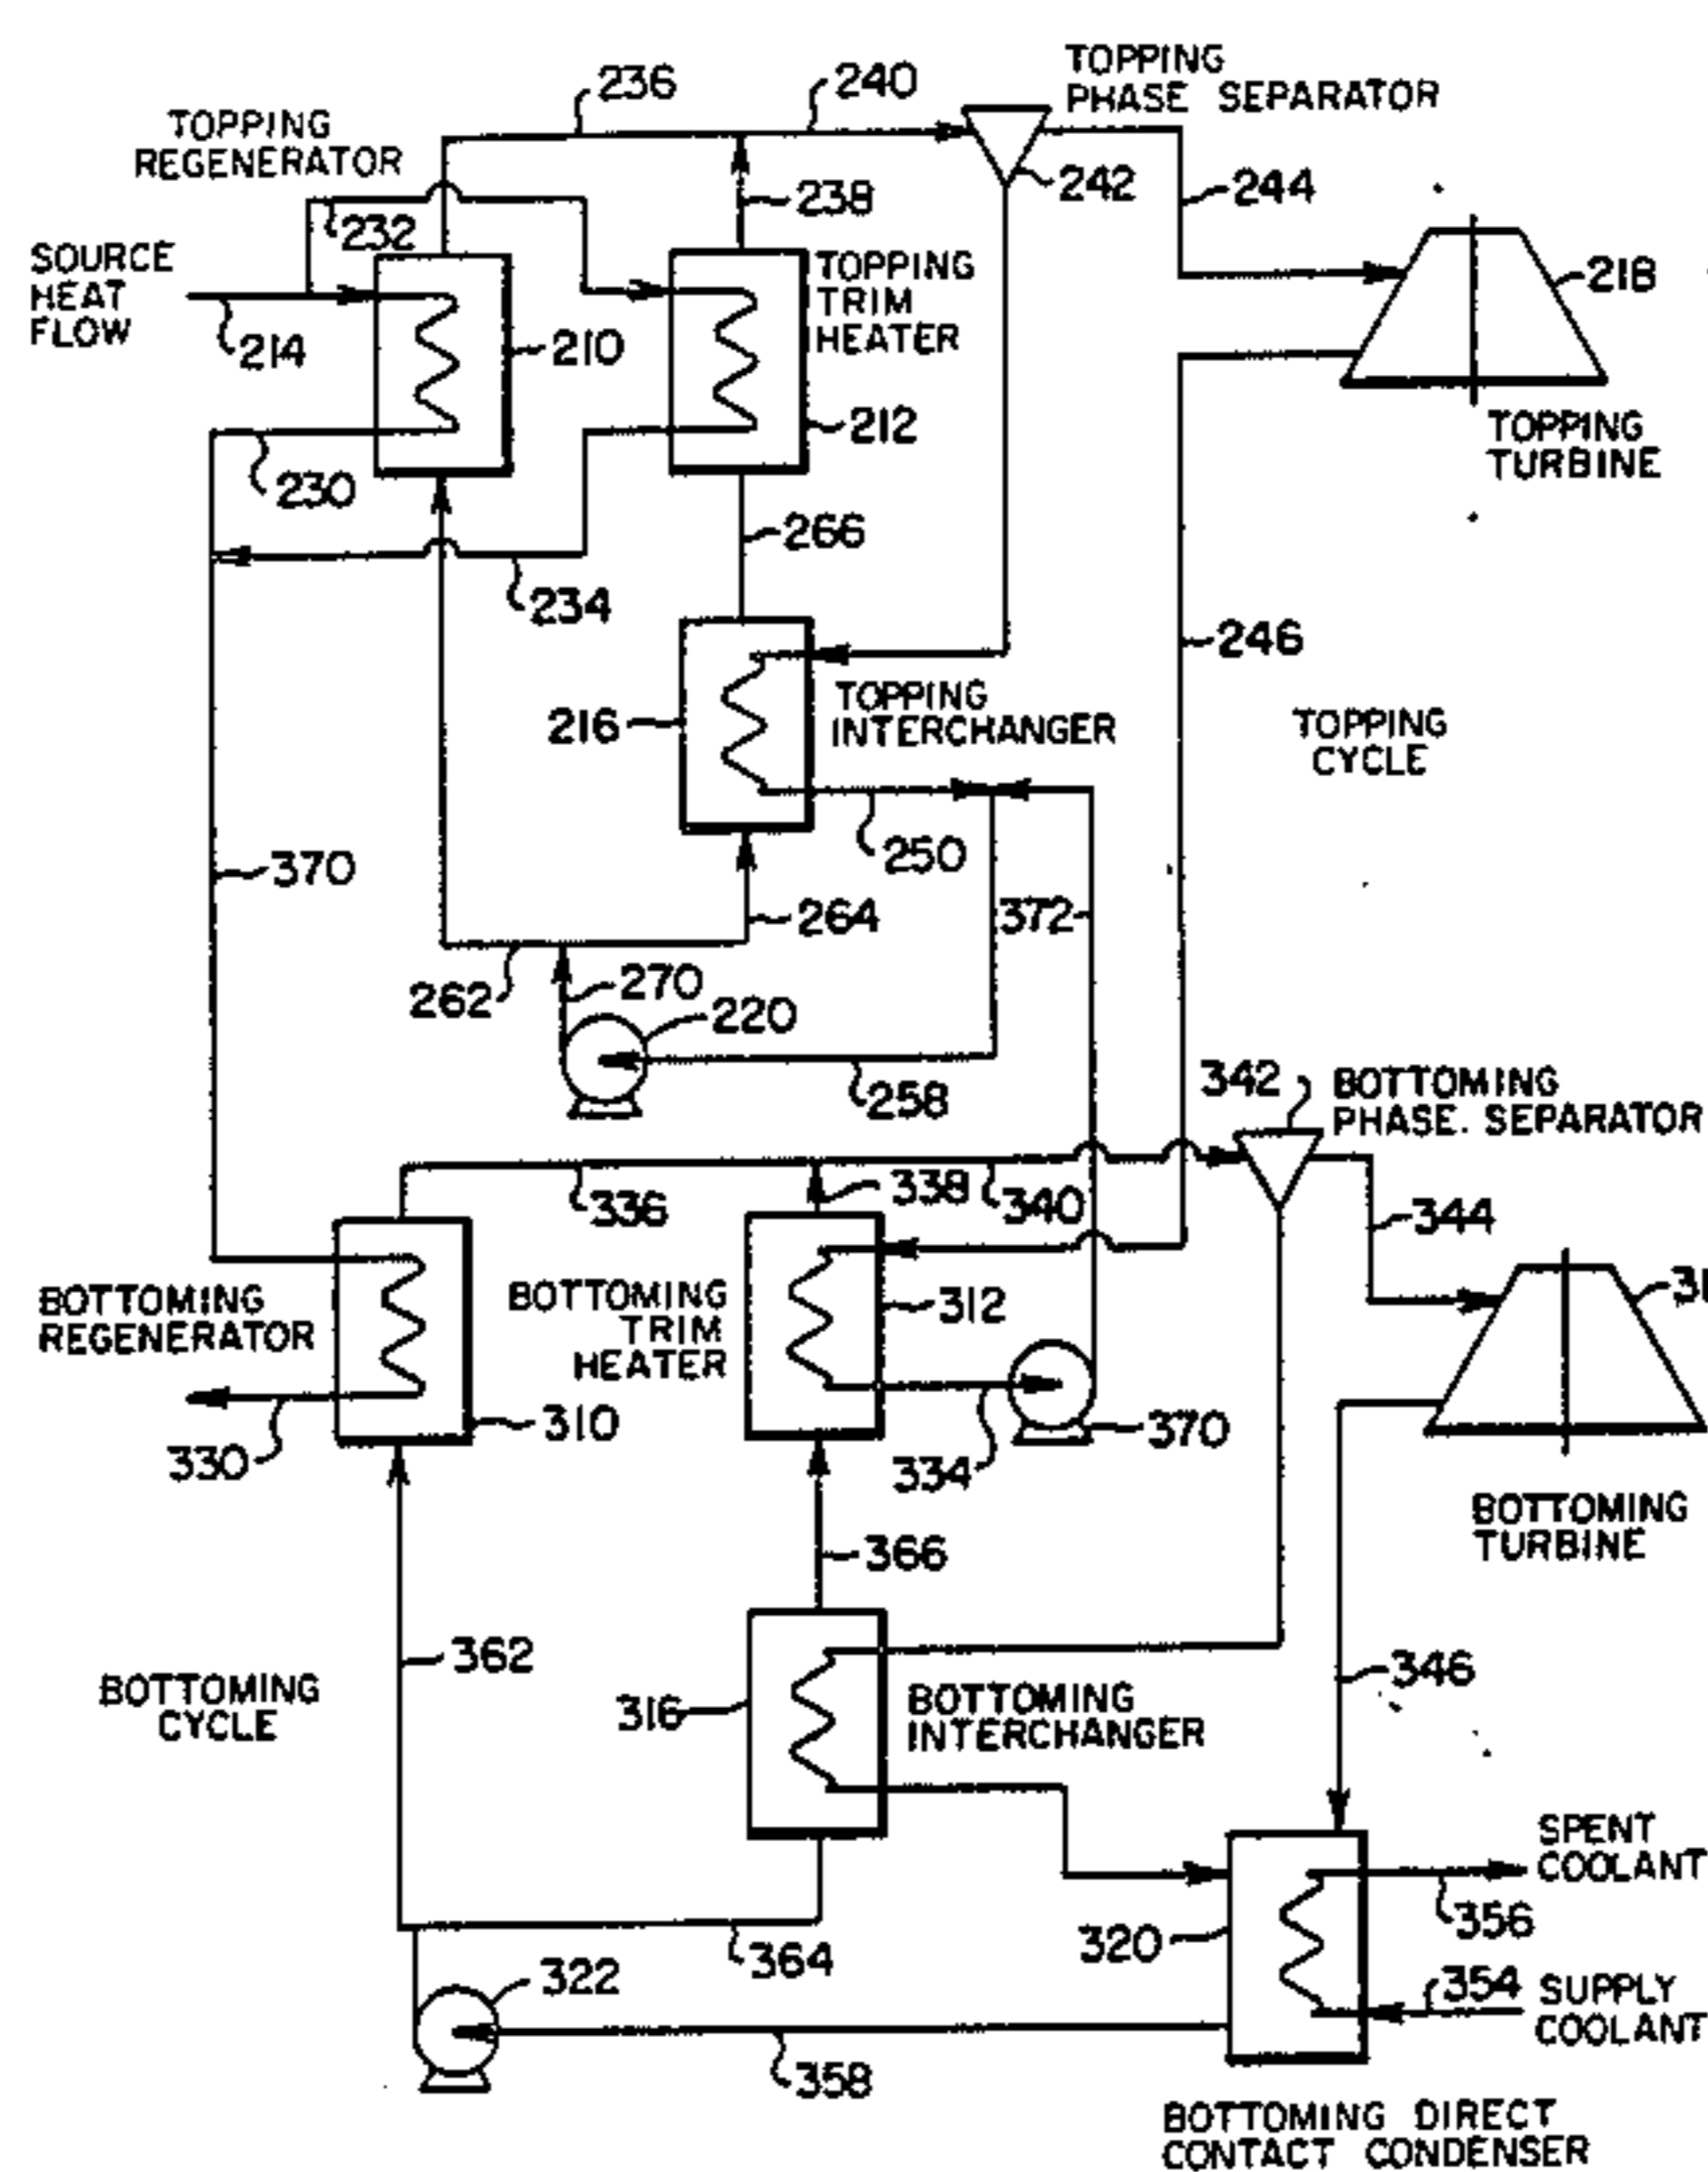 236
240
TOPPING
PHASE SEPARATOR
TOPPING
REGENERATOR
242
244
238
232
SOURCE
HEAT
FLOW
TOPPING
TRIM
HEATER
218
214
210
212
TOPPING
TURBINE
230
266
234
246
216
TOPPING
INTERCHANGER
TOPPING
CYCLE
250
370
264
372
262
270
220
258
342
BOTTOMING
PHASE. SEPARATOR
336
338
340
344
BOTTOMING
REGENERATOR
BOTTOMING
TRIM
HEATER
312
310
330
334
370
BOTTOMING
TURBINE
366
362
346
BOTTOMING
CYCLE
316
BOTTOMING
INTERCHANGER
SPENT
COOLANT
356
320
364
322
354
SUPPLY
COOLANT
358
BOTTOMING DIRECT
CONTACT CONDENSER